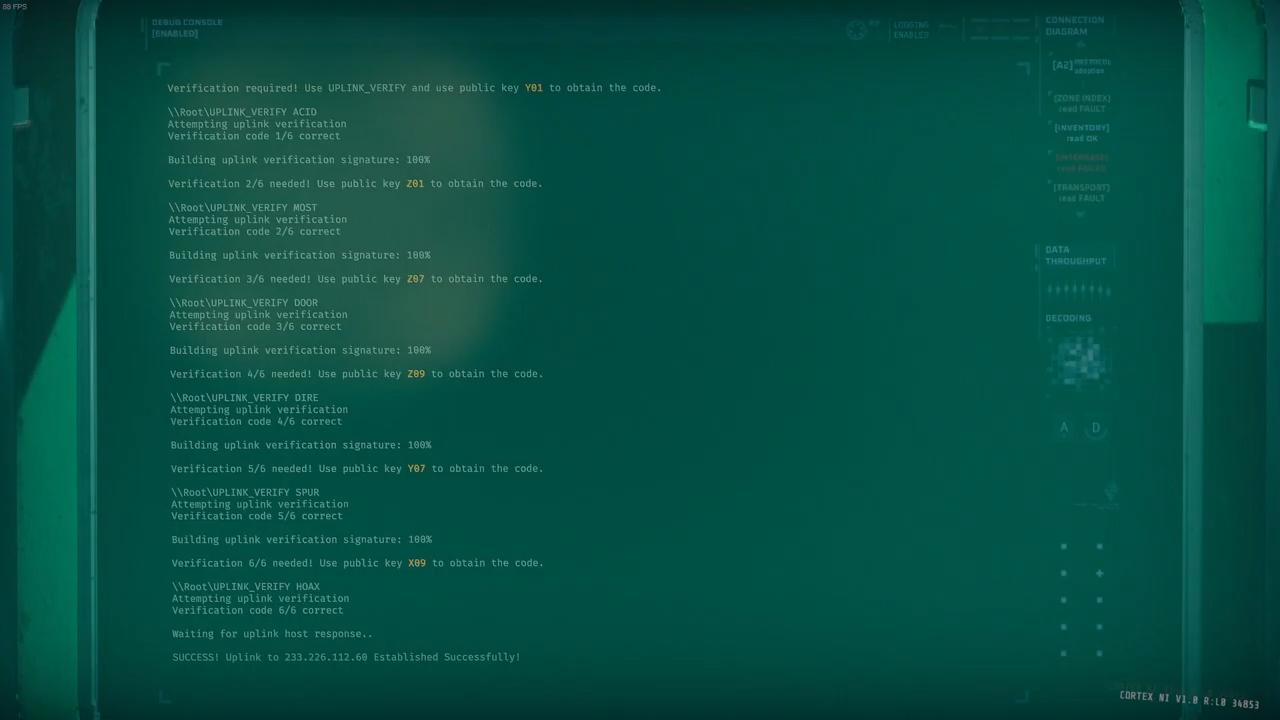 88 FPS
DEBUG CONSOLE
[ENABLED]
LOGGING
ENABLED
Verification required! Use UPLINK_VERIFY and use public key Y01 to obtain the code.
\\Root\UPLINK_VERIFY ACID
Attempting uplink verification
Verification code 1/6 correct
Building uplink verification signature: 100%
Verification 2/6 needed! Use public key Z01 to obtain the code.
\\Root\UPLINK_VERIFY MOST
Attempting uplink verification
Verification code 2/6 correct
Building uplink verification signature: 100%
Verification 3/6 needed! Use public key Z07 to obtain the code.
\\Root\UPLINK_VERIFY DOOR
Attempting uplink verification
Verification code 3/6 correct
Building uplink verification signature: 100%
Verification 4/6 needed! Use public key Z09 to obtain the code.
\\Root\UPLINK_VERIFY DIRE
Attempting uplink verification
Verification code 4/6 correct
Building uplink verification signature: 100%
Verification 5/6 needed! Use public key Y07 to obtain the code.
\\Root\UPLINK_VERIFY SPUR
Attempting uplink verification
Verification code 5/6 correct
Building uplink verification signature: 100%
Verification 6/6 needed! Use public key X09 to obtain the code.
\\Root\UPLINK_VERIFY HOAX
Attempting uplink verification
Verification code 6/6 correct
Waiting for uplink host response..
SUCCESS! Uplink to 233.226.112.60 Established Successfully!
CONNECTION
DIAGRAM
[A2] PROTOCOL
adoption
[ZONE INDEX]
read FAULT
[INVENTORY]
read OK
read FAILED
[TRANSPORT]
read FAULT
DATA
THROUGHPUT
DECODING
A D
CORTEX NI V1.0 R:L0 34853